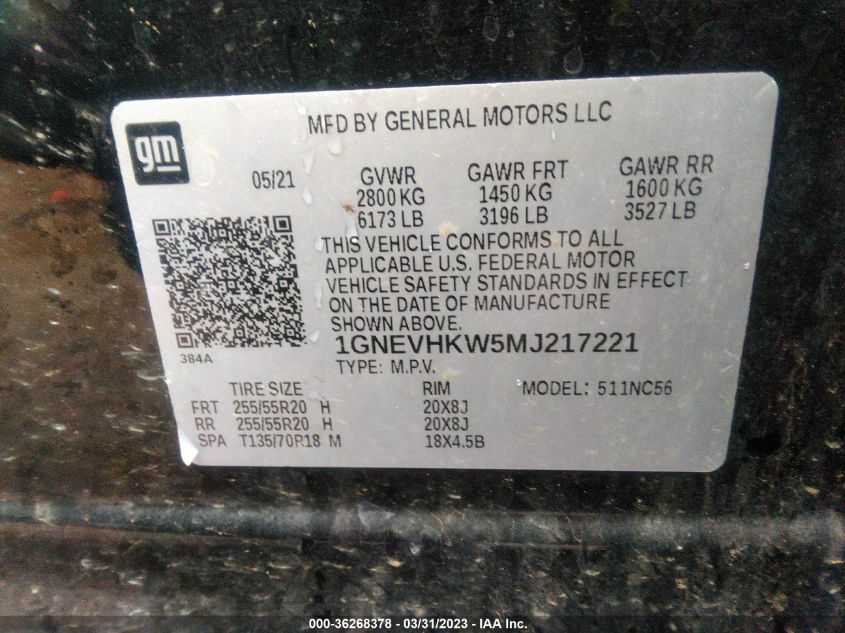 MFD BY GENERAL MOTORS LLC
gm
05/21 GVWR GAWR FRT GAWR RR
2800 KG 1450 KG 1600 KG
6173 LB 3196 LB 3527 LB
THIS VEHICLE CONFORMS TO ALL
APPLICABLE U.S. FEDERAL MOTOR
VEHICLE SAFETY STANDARDS IN EFFECT
ON THE DATE OF MANUFACTURE
SHOWN ABOVE.
384A
1GNEVHKW5MJ217221
TYPE: M.P.V.
TIRE SIZE RIM MODEL: 511NC56
FRT 255/55R20 H 20X8J
RR 255/55R20 H 20X8J
SPA T135/70R18 M 18X4.5B
000-36268378 - 03/31/2023 - © IAA Inc.